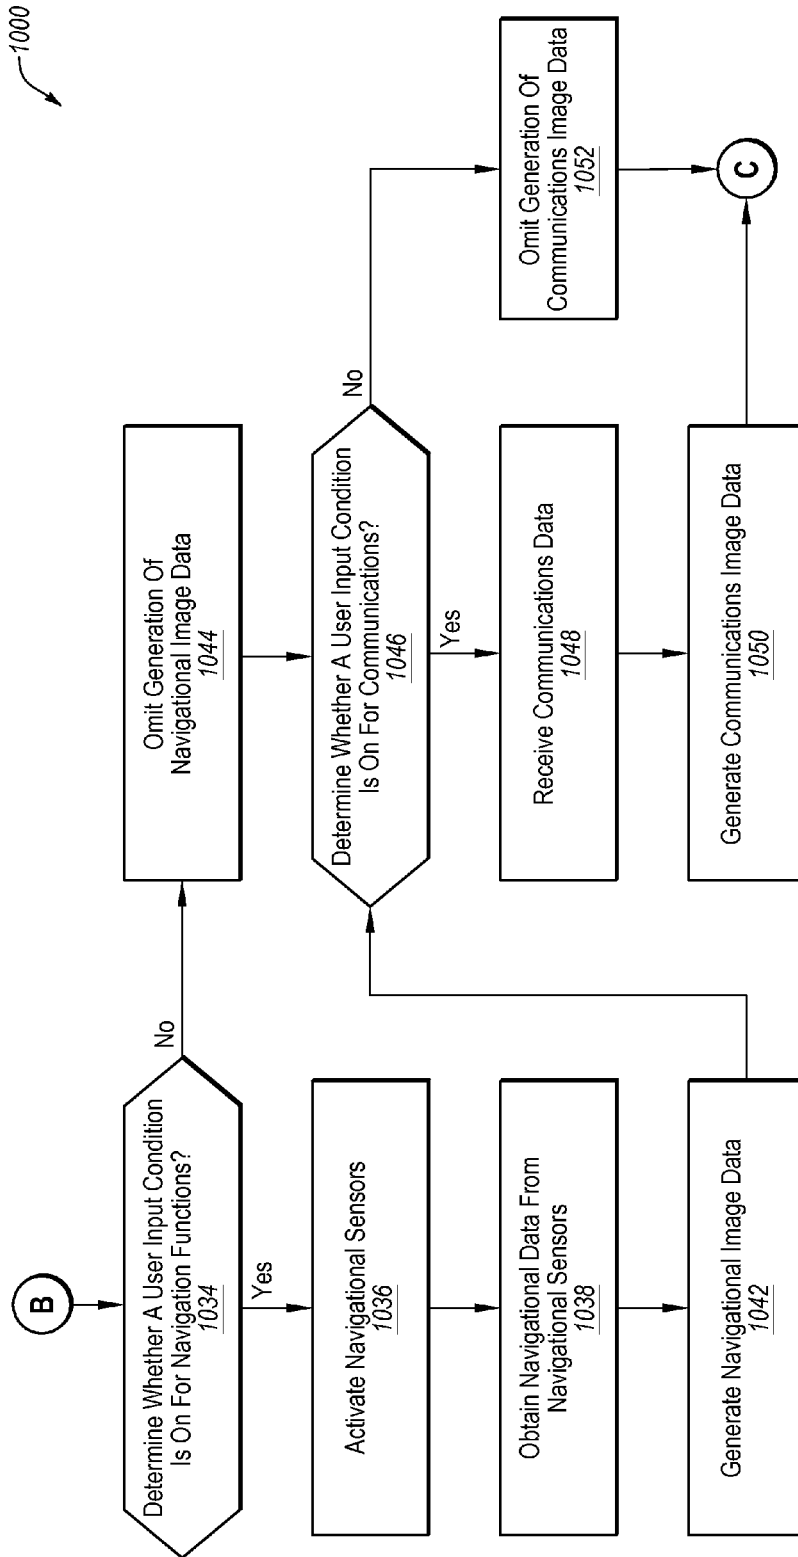 1000
B
Determine Whether A User Input Condition
Is On For Navigation Functions?
1034
Yes
No
Activate Navigational Sensors
1036
Obtain Navigational Data From
Navigational Sensors
1038
Generate Navigational Image Data
1042
Omit Generation Of
Navigational Image Data
1044
Determine Whether A User Input Condition
Is On For Communications?
1046
Yes
No
Receive Communications Data
1048
Generate Communications Image Data
1050
Omit Generation Of
Communications Image Data
1052
C